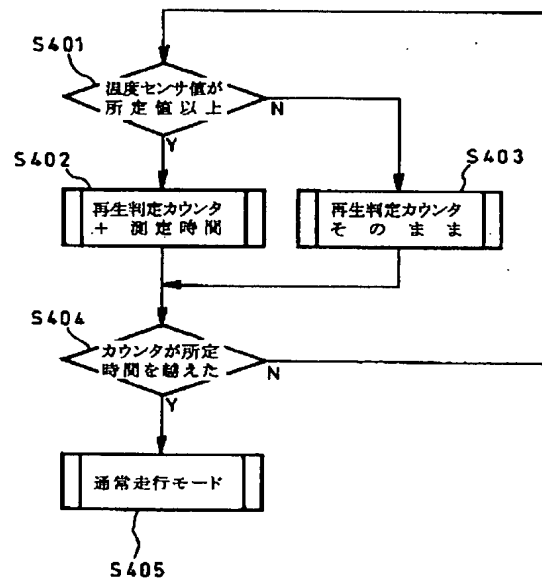 S401
温度センサ値が
所定値以上
N
Y
S402
S403
再生判定カウンタ
+ 測定時間
再生判定カウンタ
そのまま
S404
カウンタが所定
時間を越えた
N
Y
通常走行モード
S405